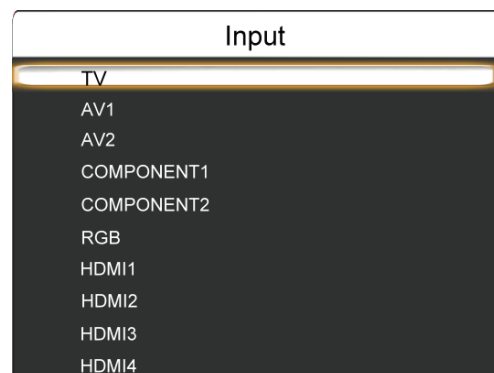 Input
TV
AV1
AV2
COMPONENT1
COMPONENT2
RGB
HDMI1
HDMI2
HDMI3
HDMI4